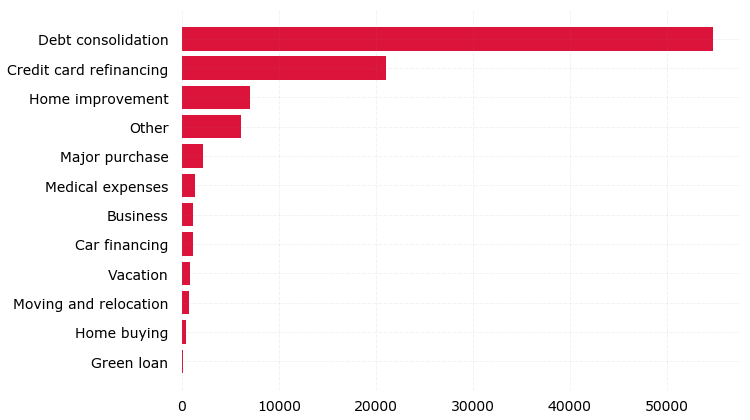 Debt consolidation
Credit card refinancing
Home improvement
Other
Major purchase
Medical expenses
Business
Car financing
Vacation
Moving and relocation
Home buying
Green loan
0 10000 20000 30000 40000 50000